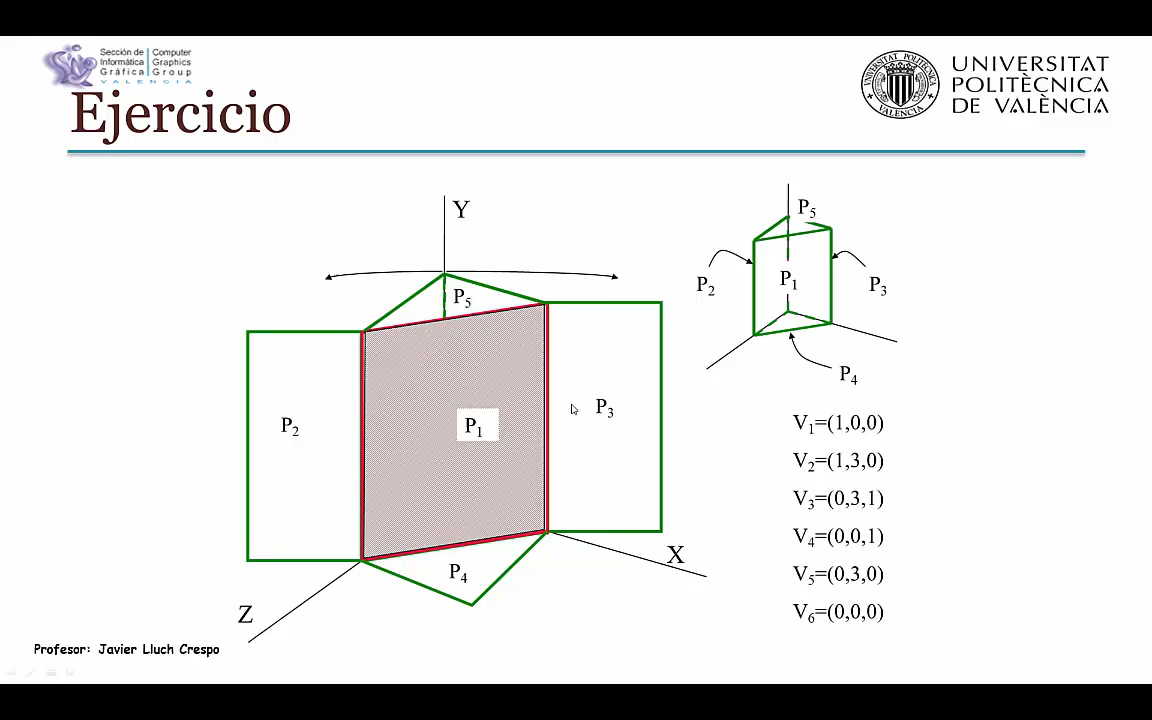 Sección de Informática Gráfica
Computer Graphics Group
VALENCIA
UNIVERSITAT
POLITÈCNICA
DE VALÈNCIA
Ejercicio
Y
P5
P2
P1
P3
P4
X
Z
P5
P2
P1
P3
P4
V1=(1,0,0)
V2=(1,3,0)
V3=(0,3,1)
V4=(0,0,1)
V5=(0,3,0)
V6=(0,0,0)
Profesor: Javier Lluch Crespo